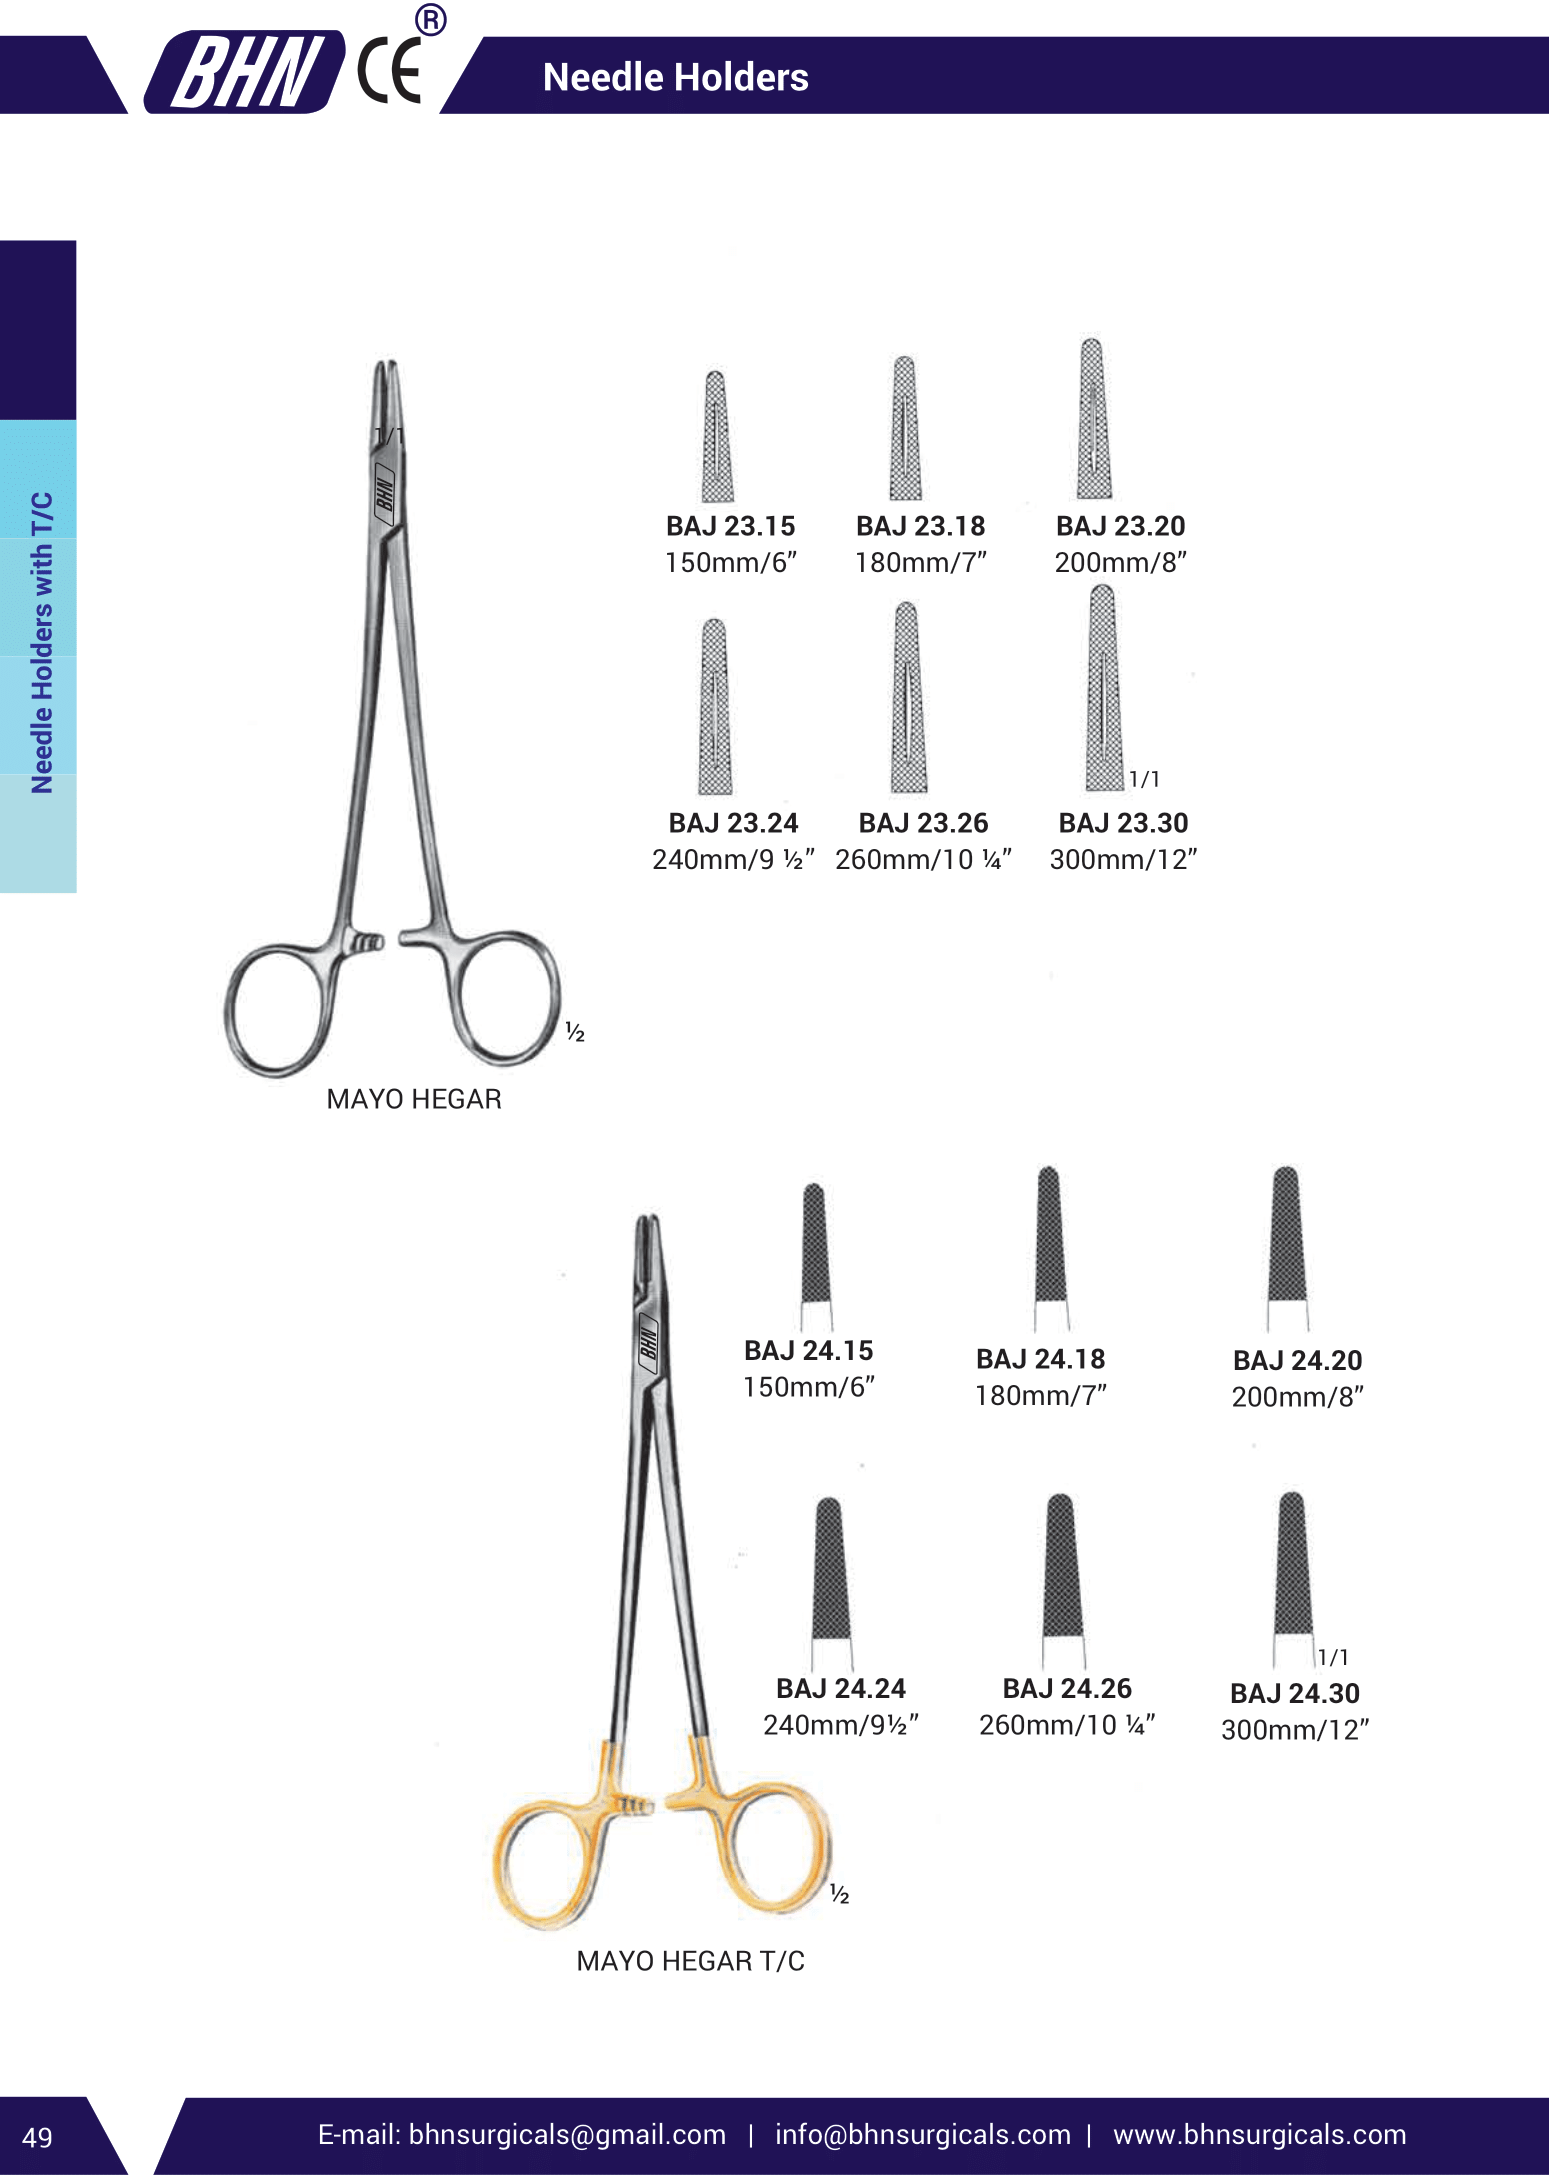 BHN CE ®
Needle Holders
Needle Holders with T/C
1/1
BHN
BAJ 23.15 BAJ 23.18 BAJ 23.20
150mm/6” 180mm/7” 200mm/8”
1/1
BAJ 23.24 BAJ 23.26 BAJ 23.30
240mm/9 ½” 260mm/10 ¼” 300mm/12”
½
MAYO HEGAR
BHN
BAJ 24.15 BAJ 24.18 BAJ 24.20
150mm/6” 180mm/7” 200mm/8”
1/1
BAJ 24.24 BAJ 24.26 BAJ 24.30
240mm/9½” 260mm/10 ¼” 300mm/12”
½
MAYO HEGAR T/C
49
E-mail: bhnsurgicals@gmail.com | info@bhnsurgicals.com | www.bhnsurgicals.com